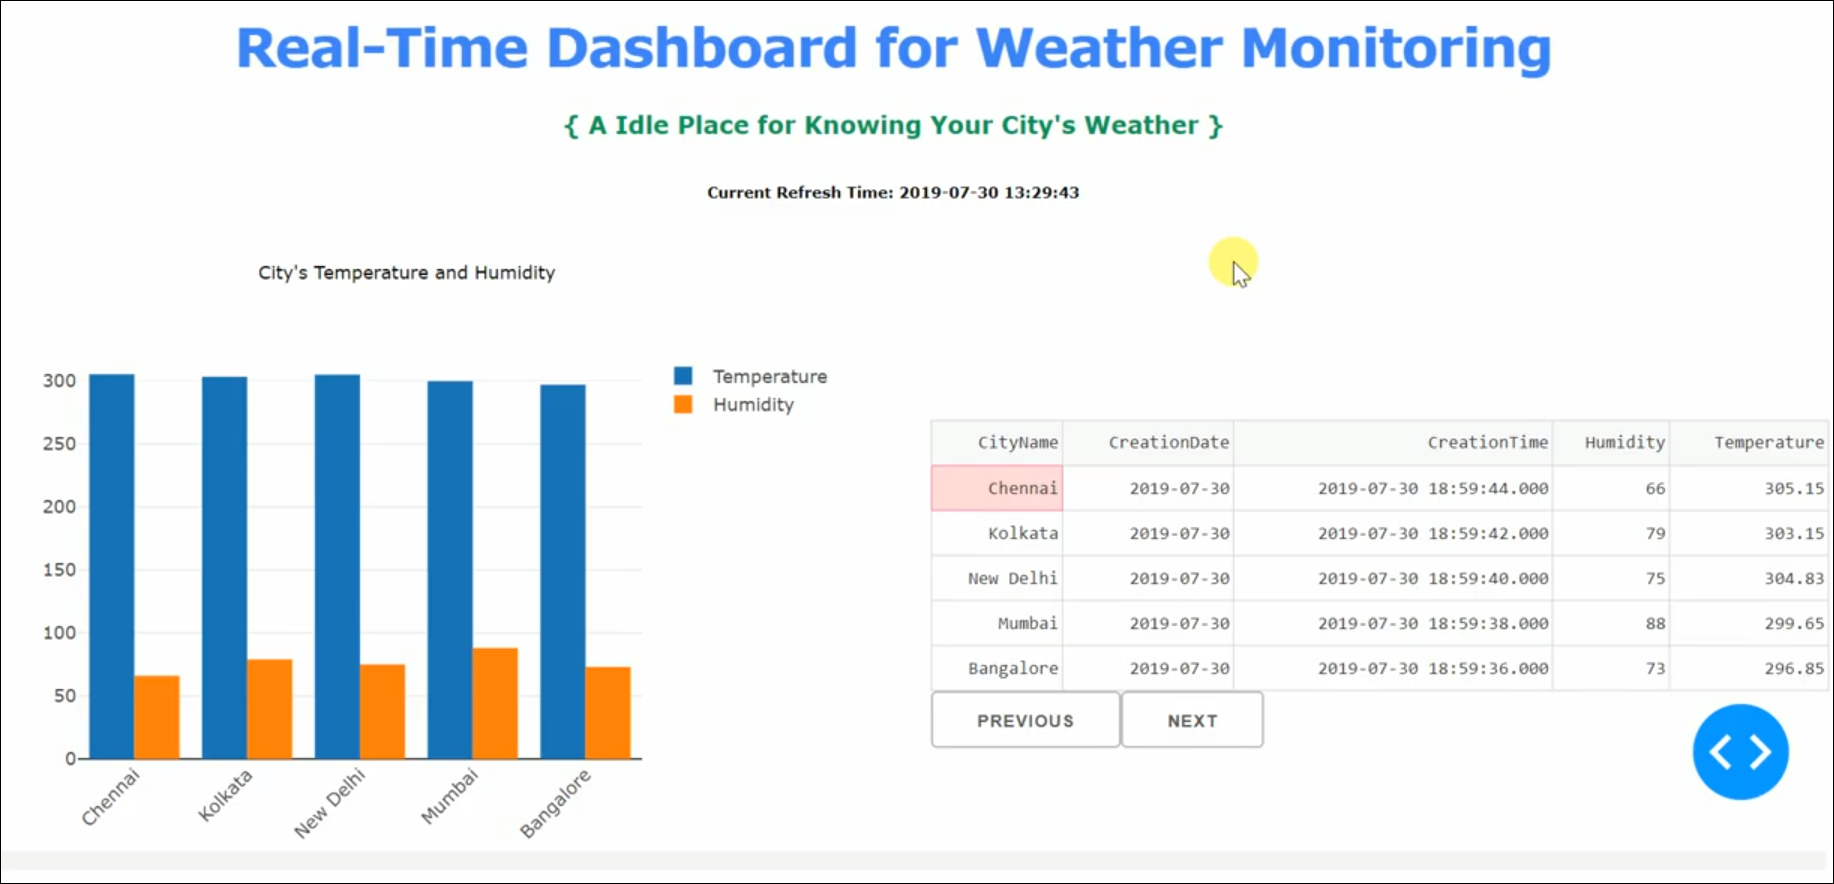 Real-Time Dashboard for Weather Monitoring
{ A Idle Place for Knowing Your City's Weather }
Current Refresh Time: 2019-07-30 13:29:43
City's Temperature and Humidity
300
250
200
150
100
50
0
Chennai
Kolkata
New Delhi
Mumbai
Bangalore
Temperature
Humidity
CityName CreationDate CreationTime Humidity Temperature
Chennai 2019-07-30 2019-07-30 18:59:44.000 66 305.15
Kolkata 2019-07-30 2019-07-30 18:59:42.000 79 303.15
New Delhi 2019-07-30 2019-07-30 18:59:40.000 75 304.83
Mumbai 2019-07-30 2019-07-30 18:59:38.000 88 299.65
Bangalore 2019-07-30 2019-07-30 18:59:36.000 73 296.85
PREVIOUS NEXT